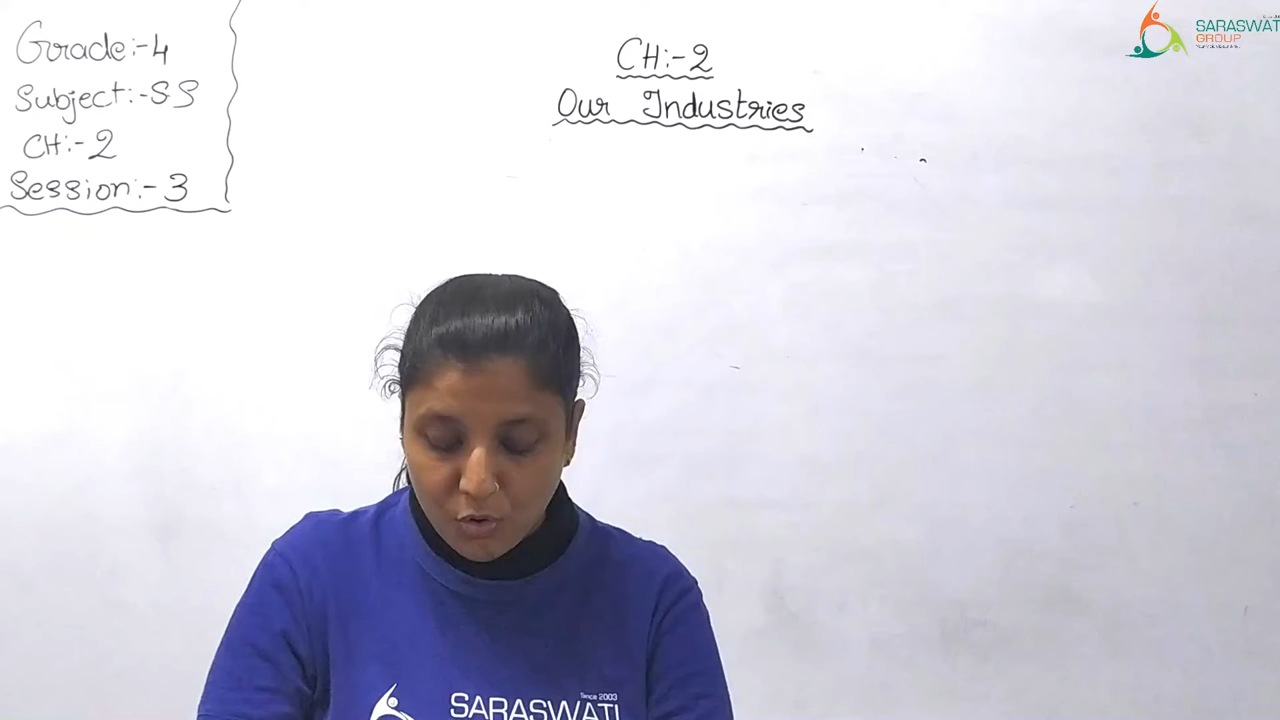 Grade:-4
Subject:-SS
CH:-2
Session:-3
CH:-2
Our Industries
SARASWATI
GROUP
Since 2003
SARASWATI